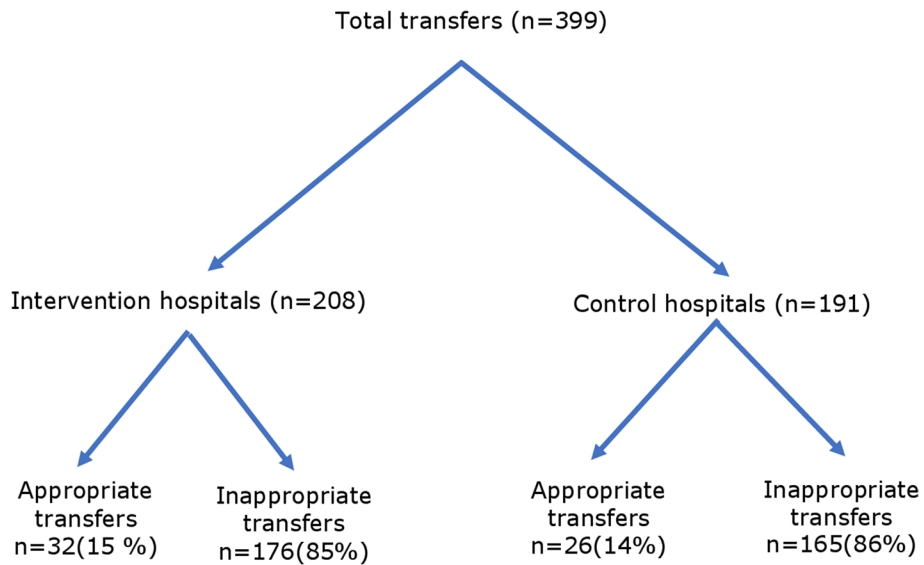 Total transfers (n=399)
Intervention hospitals (n=208)
Control hospitals (n=191)
Appropriate
transfers
n=32(15 %)
Inappropriate
transfers
n=176(85%)
Appropriate
transfers
n=26(14%)
Inappropriate
transfers
n=165(86%)